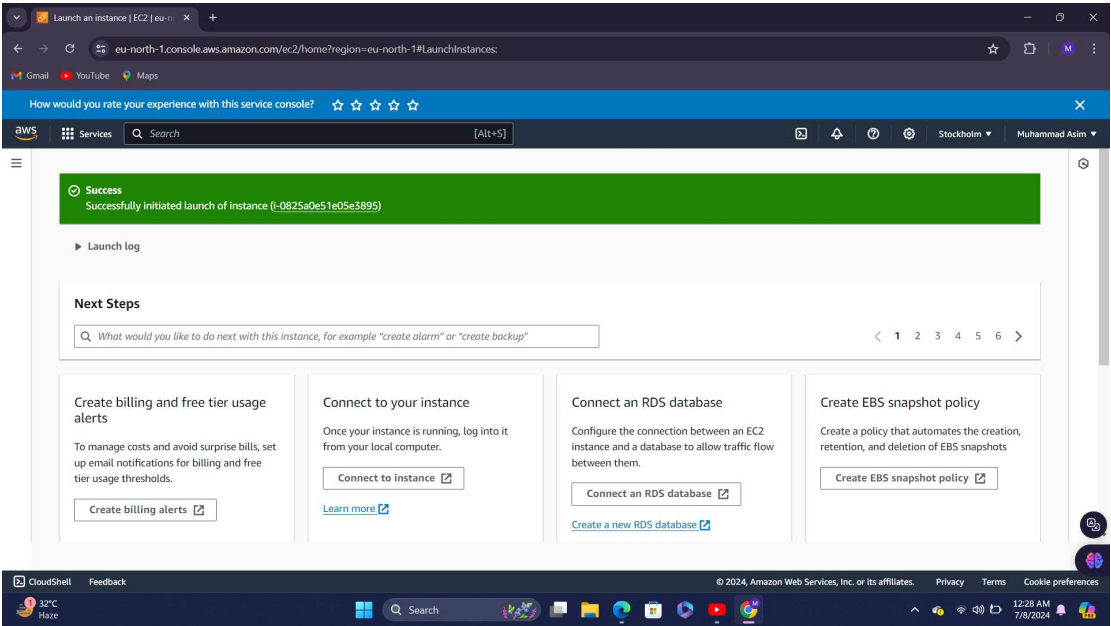 Launch an instance | EC2 | eu-n
eu-north-1.console.aws.amazon.com/ec2/home?region=eu-north-1#LaunchInstances:
M
Gmail
YouTube
Maps
How would you rate your experience with this service console?
aws
Services
Search
[Alt+S]
Stockholm ▼
Muhammad Asim ▼
Success
Successfully initiated launch of instance (i-0825a0e51e05e3895)
Launch log
Next Steps
What would you like to do next with this instance, for example "create alarm" or "create backup"
1 2 3 4 5 6
Create billing and free tier usage
alerts
To manage costs and avoid surprise bills, set
up email notifications for billing and free
tier usage thresholds.
Create billing alerts
Connect to your instance
Once your instance is running, log into it
from your local computer.
Connect to instance
Learn more
Connect an RDS database
Configure the connection between an EC2
instance and a database to allow traffic flow
between them.
Connect an RDS database
Create a new RDS database
Create EBS snapshot policy
Create a policy that automates the creation,
retention, and deletion of EBS snapshots
Create EBS snapshot policy
CloudShell
Feedback
© 2024, Amazon Web Services, Inc. or its affiliates.
Privacy
Terms
Cookie preferences
1
32°C
Haze
Search
12:28 AM
7/8/2024